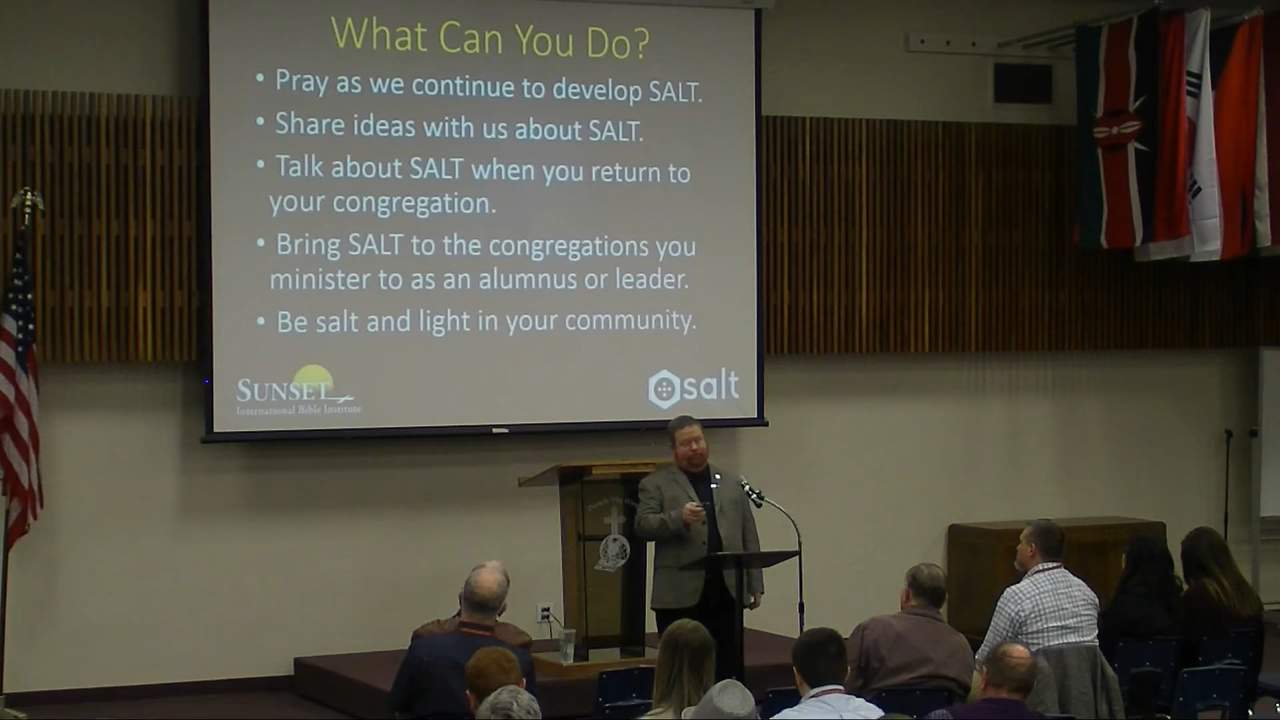 What Can You Do?
• Pray as we continue to develop SALT.
• Share ideas with us about SALT.
• Talk about SALT when you return to
your congregation.
• Bring SALT to the congregations you
minister to as an alumnus or leader.
• Be salt and light in your community.
SUNSET
International Bible Institute
salt